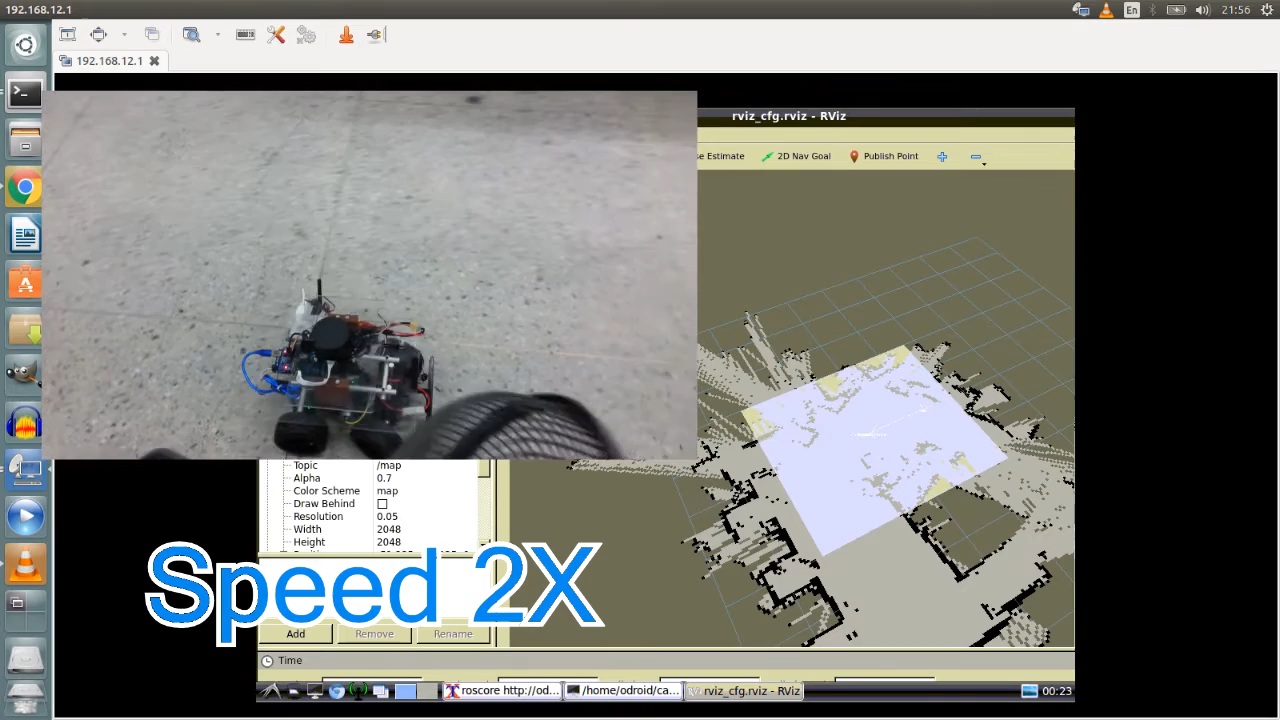 192.168.12.1
En
21:56
192.168.12.1
rviz_cfg.rviz - RViz
se Estimate
2D Nav Goal
Publish Point
Topic /map
Alpha 0.7
Color Scheme map
Draw Behind
Resolution 0.05
Width 2048
Height 2048
Speed 2X
Add Remove Rename
Time
roscore http://od...
/home/odroid/ca...
rviz_cfg.rviz - RViz
00:23